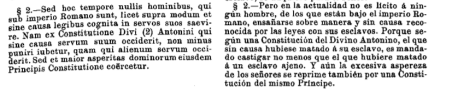 § 2.—Sed hoc tempore nullis hominibus, qui
sub imperio Romano sunt, licet supra modum et
sine causa legibus cognita in servos suos saevi-
re. Nam ex Constitutione Divi (2) Antonini qui
sine causa servum suum occiderit, non minus
puniri iubetur, quam qui alienum servum occi-
derit. Sed et maior asperitas dominorum eiusdem
Principis Constitutione coërcetur.
§ 2.—Pero en la actualidad no es lícito á nin-
gún hombre, de los que están bajo el imperio Ro-
mano, ensañarse sobre manera y sin causa reco-
nocida por las leyes con sus esclavos. Porque se-
gún una Constitución del Divino Antonino, el que
sin causa hubiese matado á su esclavo, es manda-
do castigar no menos que el que hubiere matado
á un esclavo ajeno. Y aún la excesiva aspereza
de los señores se reprime también por una Consti-
tución del mismo Príncipe.